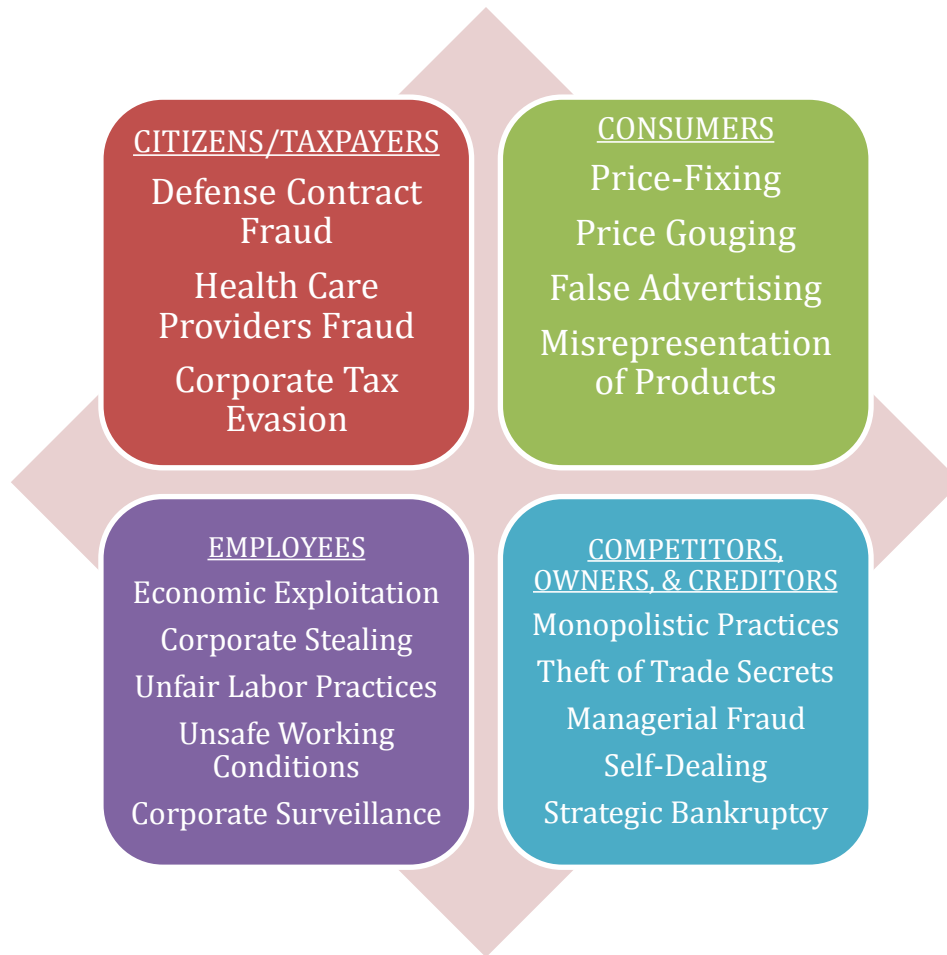 CITIZENS/TAXPAYERS
Defense Contract
Fraud
Health Care
Providers Fraud
Corporate Tax
Evasion
CONSUMERS
Price-Fixing
Price Gouging
False Advertising
Misrepresentation
of Products
EMPLOYEES
Economic Exploitation
Corporate Stealing
Unfair Labor Practices
Unsafe Working
Conditions
Corporate Surveillance
COMPETITORS,
OWNERS, & CREDITORS
Monopolistic Practices
Theft of Trade Secrets
Managerial Fraud
Self-Dealing
Strategic Bankruptcy